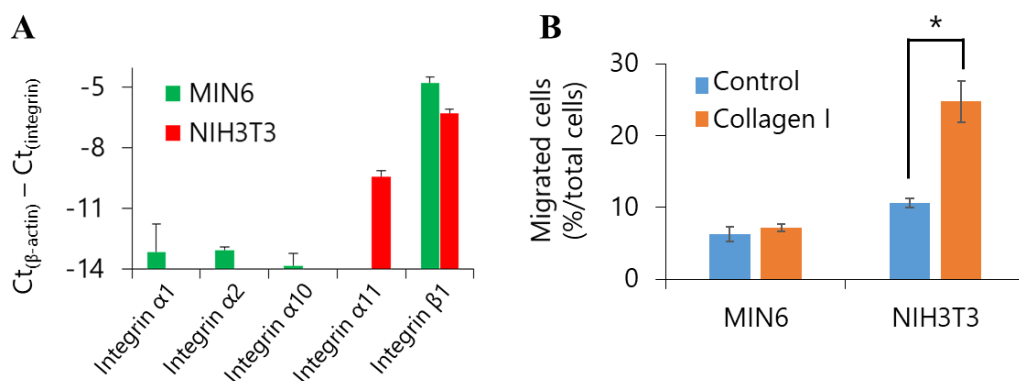 A
Ct(β-actin) – Ct(integrin)
-5
-8
-11
-14
MIN6
NIH3T3
Integrin α1
Integrin α2
Integrin α10
Integrin α11
Integrin β1
B
Migrated cells
(%/total cells)
30
20
10
0
Control
Collagen I
*
MIN6
NIH3T3